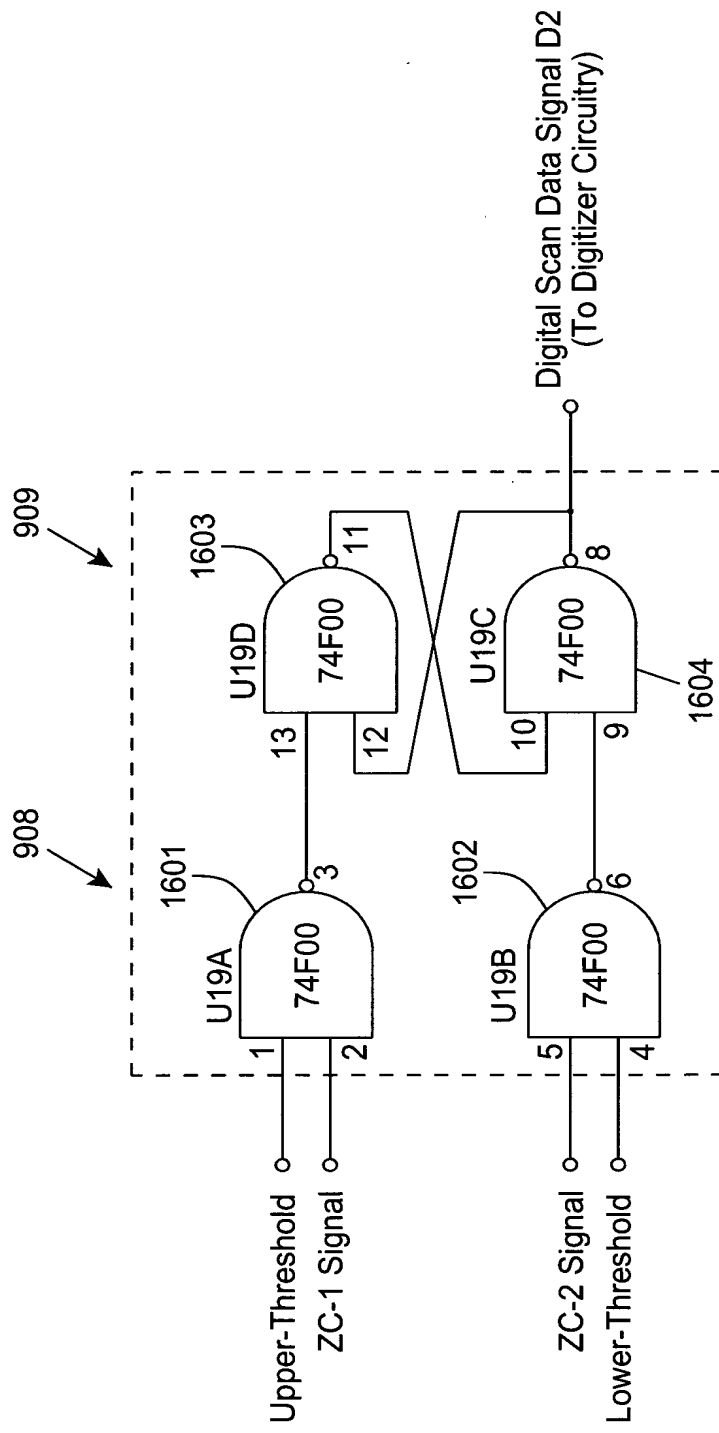 908
909
Upper-Threshold
ZC-1 Signal
ZC-2 Signal
Lower-Threshold
1
2
U19A
74F00
1601
3
5
4
U19B
74F00
1602
6
13
12
U19D
74F00
1603
11
10
9
U19C
74F00
1604
8
Digital Scan Data Signal D2
(To Digitizer Circuitry)